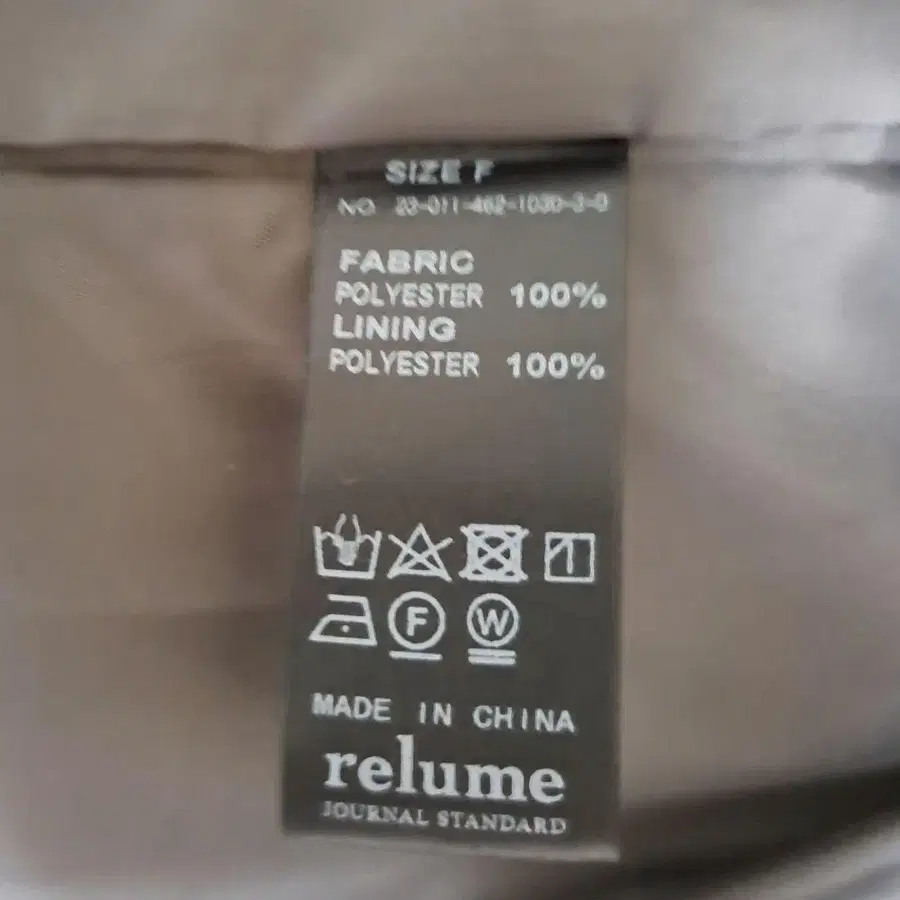 SIZE F
NO. 23-011-462-1030-3-0
FABRIC
POLYESTER 100%
LINING
POLYESTER 100%
F W
MADE IN CHINA
relume
JOURNAL STANDARD